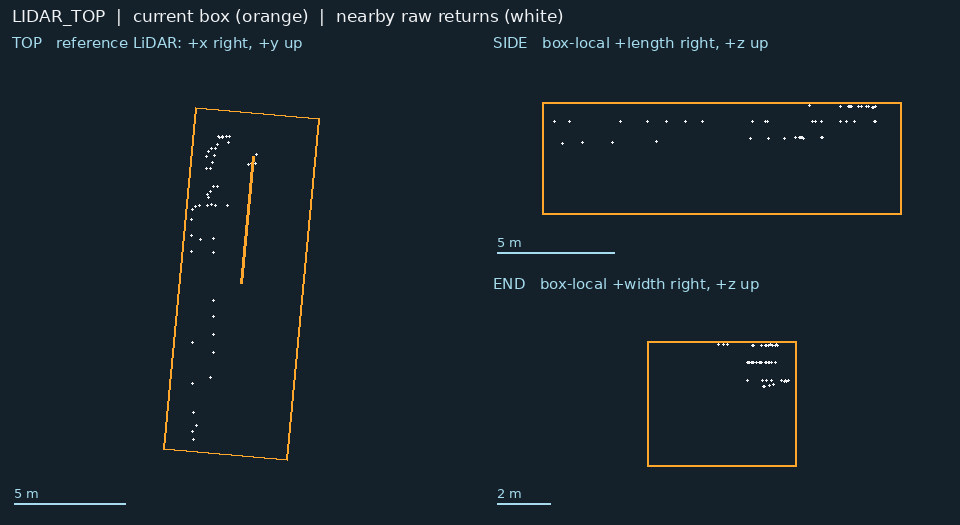 LIDAR_TOP  |  current box (orange)  |  nearby raw returns (white)
TOP   reference LiDAR: +x right, +y up
SIDE   box-local +length right, +z up
5 m
END   box-local +width right, +z up
5 m
2 m